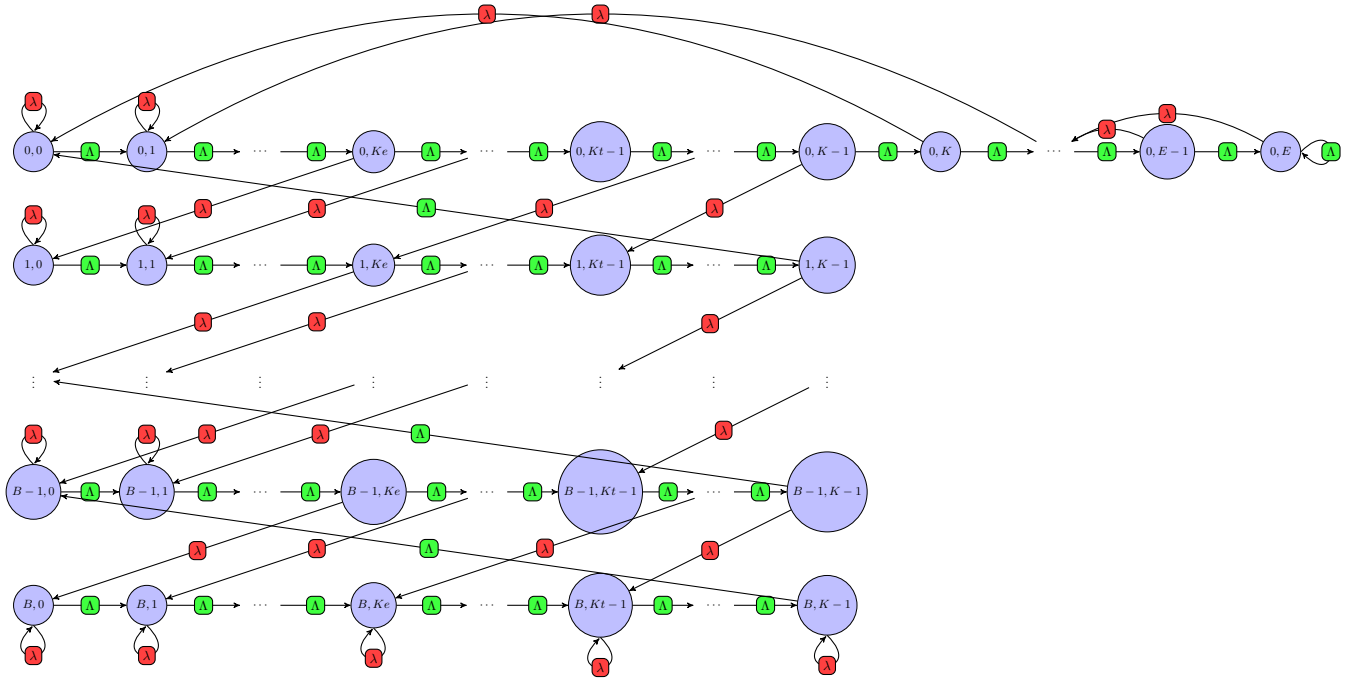 λ λ
λ λ λ λ
0, 0 Λ 0, 1 Λ ··· Λ 0, Ke Λ ··· Λ 0, Kt − 1 Λ ··· Λ 0, K − 1 Λ 0, K Λ ··· Λ 0, E − 1 Λ 0, E Λ
λ λ λ λ Λ λ λ
1, 0 Λ 1, 1 Λ ··· Λ 1, Ke Λ ··· Λ 1, Kt − 1 Λ ··· Λ 1, K − 1
λ λ λ
⋮ ⋮ ⋮ ⋮ ⋮ ⋮ ⋮ ⋮
λ λ λ λ Λ λ
B − 1, 0 Λ B − 1, 1 Λ ··· Λ B − 1, Ke Λ ··· Λ B − 1, Kt − 1 Λ ··· Λ B − 1, K − 1
λ λ Λ λ λ
B, 0 Λ B, 1 Λ ··· Λ B, Ke Λ ··· Λ B, Kt − 1 Λ ··· Λ B, K − 1
λ λ λ λ λ